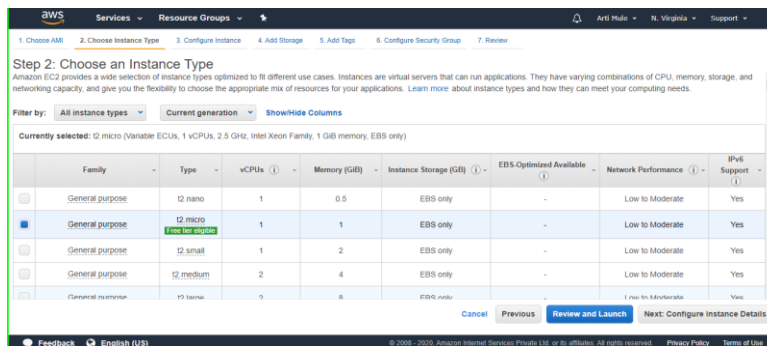 aws Services Resource Groups Arti Mule N. Virginia Support
1. Choose AMI 2. Choose Instance Type 3. Configure Instance 4. Add Storage 5. Add Tags 6. Configure Security Group 7. Review
Step 2: Choose an Instance Type
Amazon EC2 provides a wide selection of instance types optimized to fit different use cases. Instances are virtual servers that can run applications. They have varying combinations of CPU, memory, storage, and
networking capacity, and give you the flexibility to choose the appropriate mix of resources for your applications. Learn more about instance types and how they can meet your computing needs.
Filter by: All instance types Current generation Show/Hide Columns
Currently selected: t2.micro (Variable ECUs, 1 vCPUs, 2.5 GHz, Intel Xeon Family, 1 GiB memory, EBS only)
Family Type vCPUs Memory (GiB) Instance Storage (GB) EBS-Optimized Available Network Performance IPv6 Support
General purpose t2.nano 1 0.5 EBS only - Low to Moderate Yes
General purpose t2.micro 1 1 EBS only - Low to Moderate Yes
Free tier eligible
General purpose t2.small 1 2 EBS only - Low to Moderate Yes
General purpose t2.medium 2 4 EBS only - Low to Moderate Yes
General purpose t2.large 2 8 EBS only - Low to Moderate Yes
Cancel Previous Review and Launch Next: Configure Instance Details
Feedback English (US) © 2008 - 2020, Amazon Internet Services Private Ltd. or its affiliates. All rights reserved. Privacy Policy Terms of Use